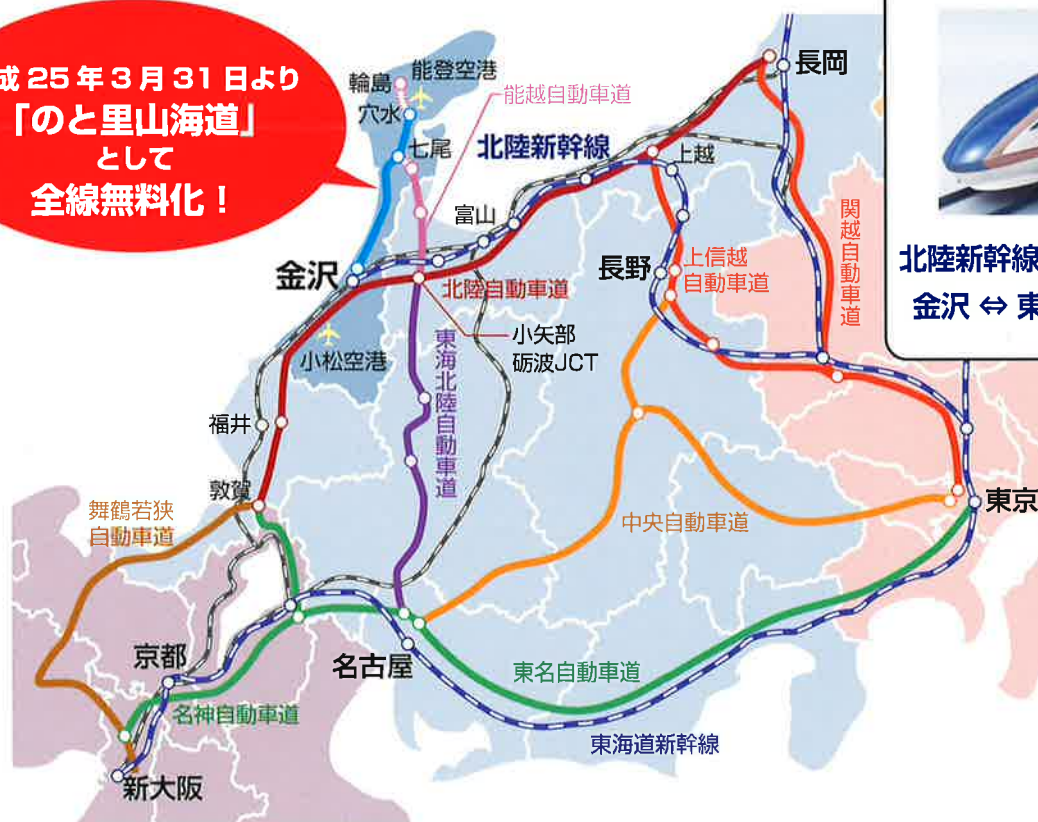 成 25 年 3 月 31 日より
「のと里山海道」
として
全線無料化！
輪島
能登空港
穴水
七尾
能越自動車道
北陸新幹線
長岡
上越
富山
金沢
長野
上信越
自動車道
関越自動車道
北陸自動車道
小松空港
小矢部
砺波JCT
東海北陸自動車道
北陸新幹線
金沢 ⇔ 東
福井
敦賀
舞鶴若狭
自動車道
中央自動車道
東京
京都
名古屋
東名自動車道
名神自動車道
東海道新幹線
新大阪